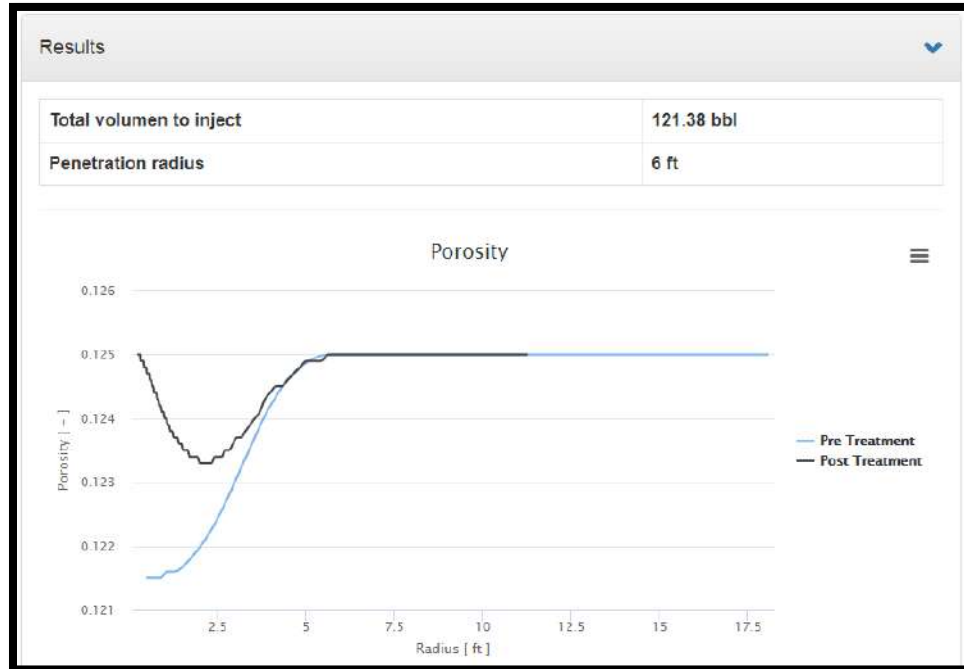 Results
Total volumen to inject 121.38 bbl
Penetration radius 6 ft
Porosity
0.126
0.125
0.124
0.123
0.122
0.121
Porosity [ - ]
2.5 5 7.5 10 12.5 15 17.5
Radius [ ft ]
Pre Treatment
Post Treatment